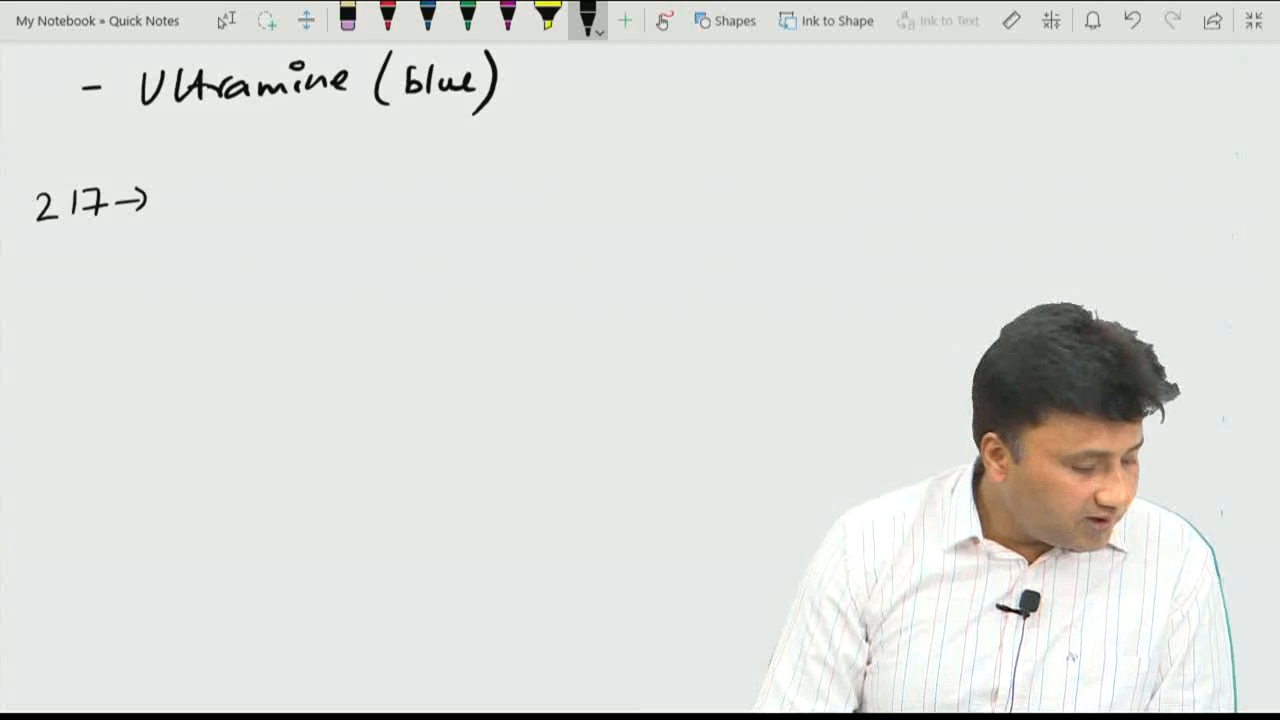 My Notebook » Quick Notes
Shapes
Ink to Shape
Ink to Text
- Ultramine (blue)
217→